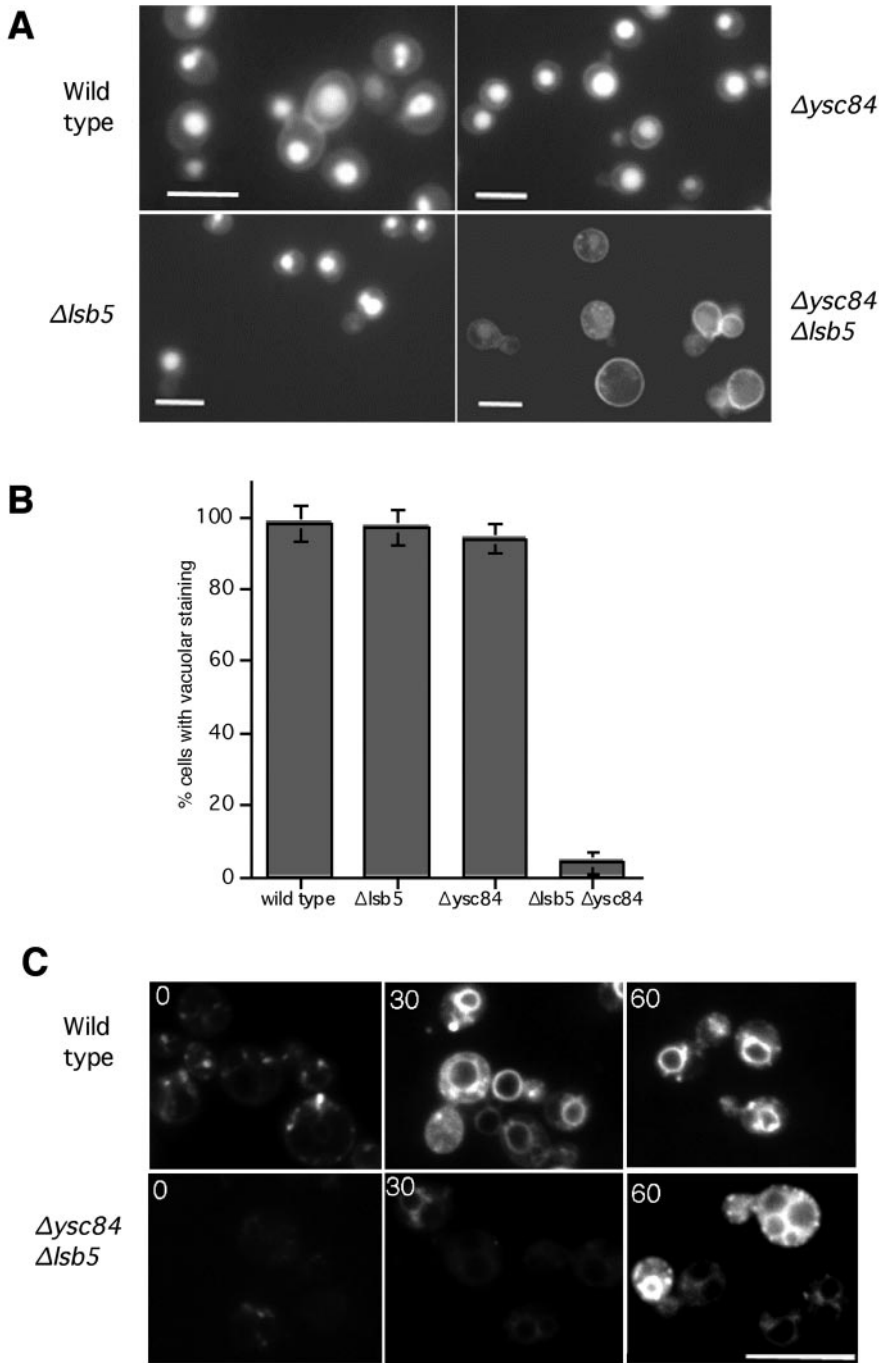 A
Wild
type
Δysc84
Δlsb5
Δysc84
Δlsb5
B
% cells with vacuolar staining
100
80
60
40
20
0
wild type
Δlsb5
Δysc84
Δlsb5 Δysc84
C
Wild
type
0
30
60
Δysc84
Δlsb5
0
30
60